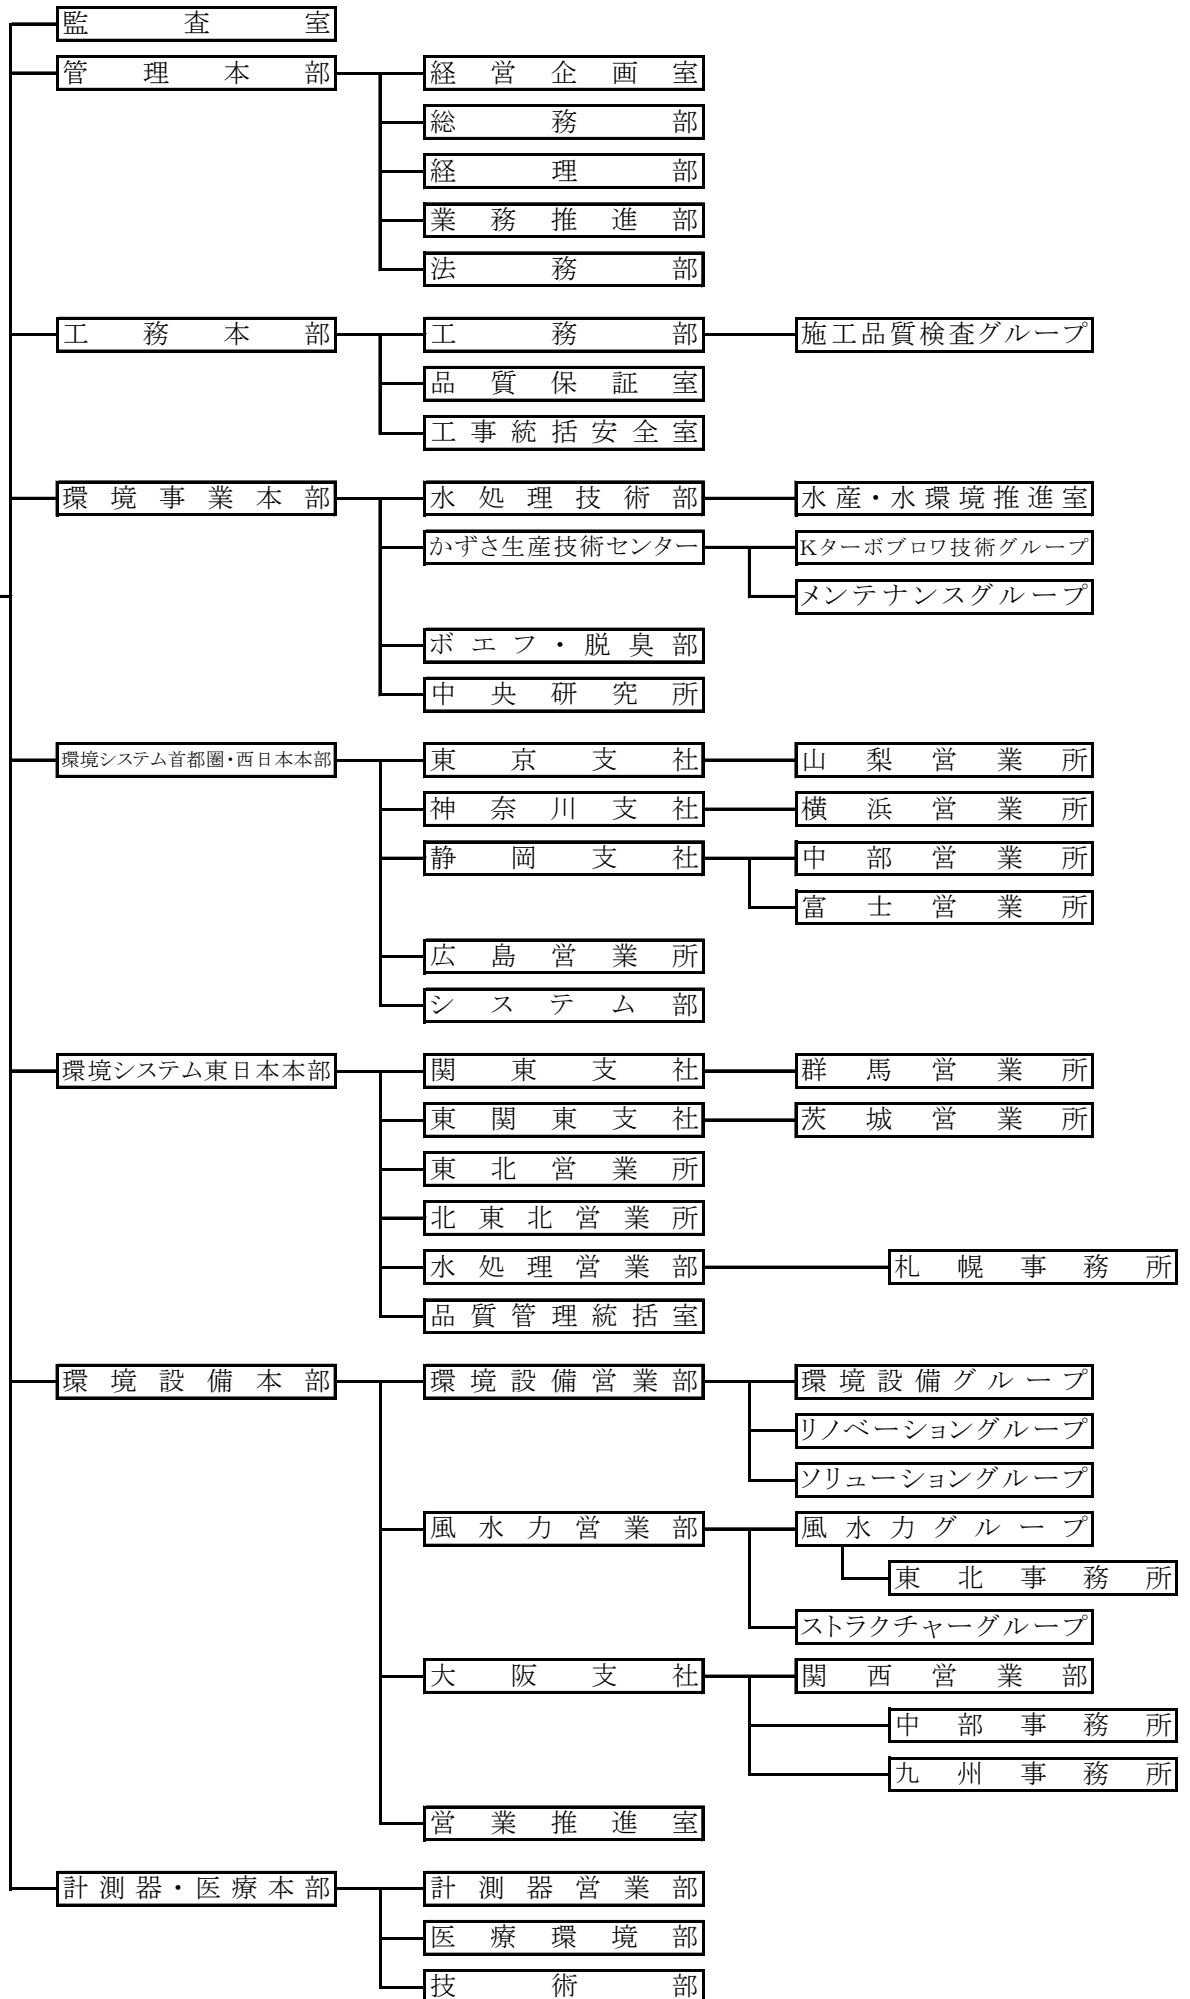 監査室
管理本部
経営企画室
総務部
経理部
業務推進部
法務部
工務本部
工務部
施工品質検査グループ
品質保証室
工事統括安全室
環境事業本部
水処理技術部
水産・水環境推進室
かずさ生産技術センター
Kターボブロワ技術グループ
メンテナンスグループ
ボエフ・脱臭部
中央研究所
環境システム首都圏・西日本本部
東京支社
山梨営業所
神奈川支社
横浜営業所
静岡支社
中部営業所
富士営業所
広島営業所
システム部
環境システム東日本本部
関東支社
群馬営業所
東関東支社
茨城営業所
東北営業所
北東北営業所
水処理営業部
札幌事務所
品質管理統括室
環境設備本部
環境設備営業部
環境設備グループ
リノベーショングループ
ソリューショングループ
風水力営業部
風水力グループ
東北事務所
ストラクチャーグループ
大阪支社
関西営業部
中部事務所
九州事務所
営業推進室
計測器・医療本部
計測器営業部
医療環境部
技術部